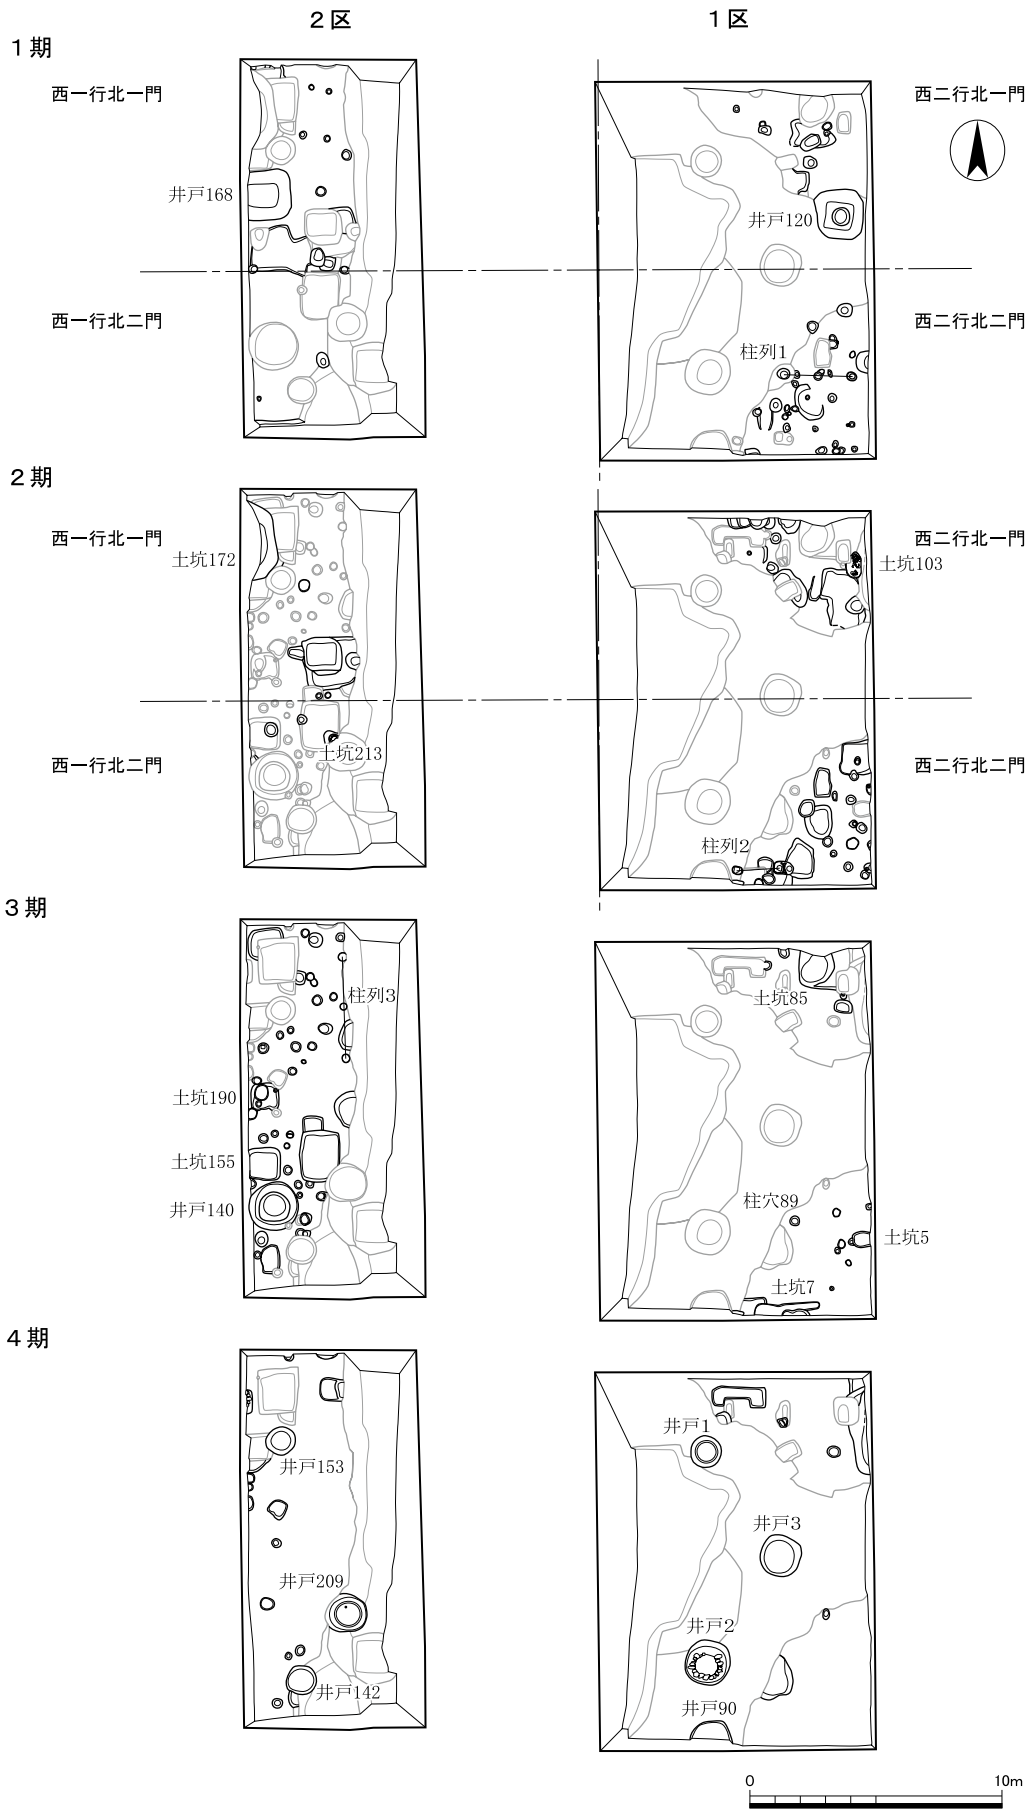 ２区
１区
１期
西一行北一門
西二行北一門
井戸168
井戸120
西一行北二門
西二行北二門
柱列1
２期
西一行北一門
西二行北一門
土坑172
土坑103
土坑213
西一行北二門
西二行北二門
柱列2
３期
柱列3
土坑85
土坑190
土坑155
井戸140
柱穴89
土坑5
土坑7
４期
井戸1
井戸153
井戸3
井戸209
井戸2
井戸142
井戸90
0
10m